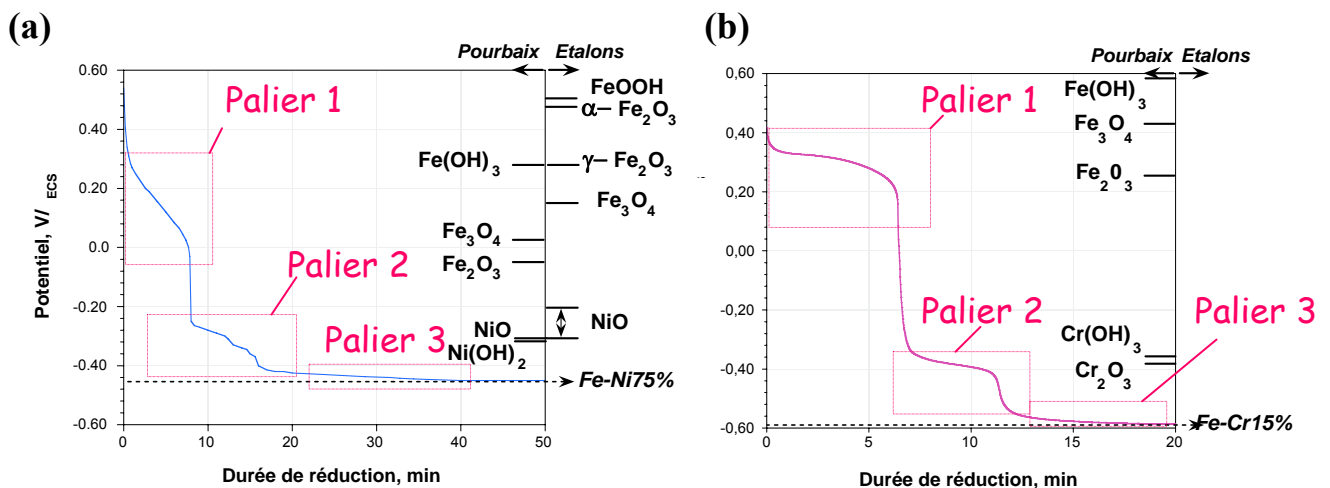 (a)
Pourbaix Etalons
0.60
0.40
0.20
0.0
-0.20
-0.40
-0.60
Potentiel, V/ ECS
Palier 1
Palier 2
Palier 3
FeOOH
α– Fe2O3
Fe(OH)3
γ– Fe2O3
Fe3O4
Fe3O4
Fe2O3
NiO
NiO
Ni(OH)2
Fe-Ni75%
0 10 20 30 40 50
Durée de réduction, min
(b)
Pourbaix Etalons
0,60
0,40
0,20
0,00
-0,20
-0,40
-0,60
Palier 1
Palier 2
Palier 3
Fe(OH)3
Fe3O4
Fe203
Cr(OH)3
Cr2O3
Fe-Cr15%
0 5 10 15 20
Durée de réduction, min